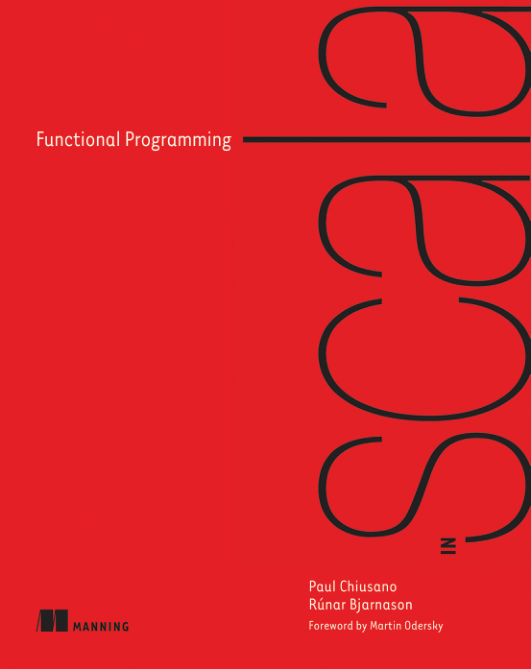 Functional Programming
IN
scala
Paul Chiusano
Rúnar Bjarnason
Foreword by Martin Odersky
MANNING